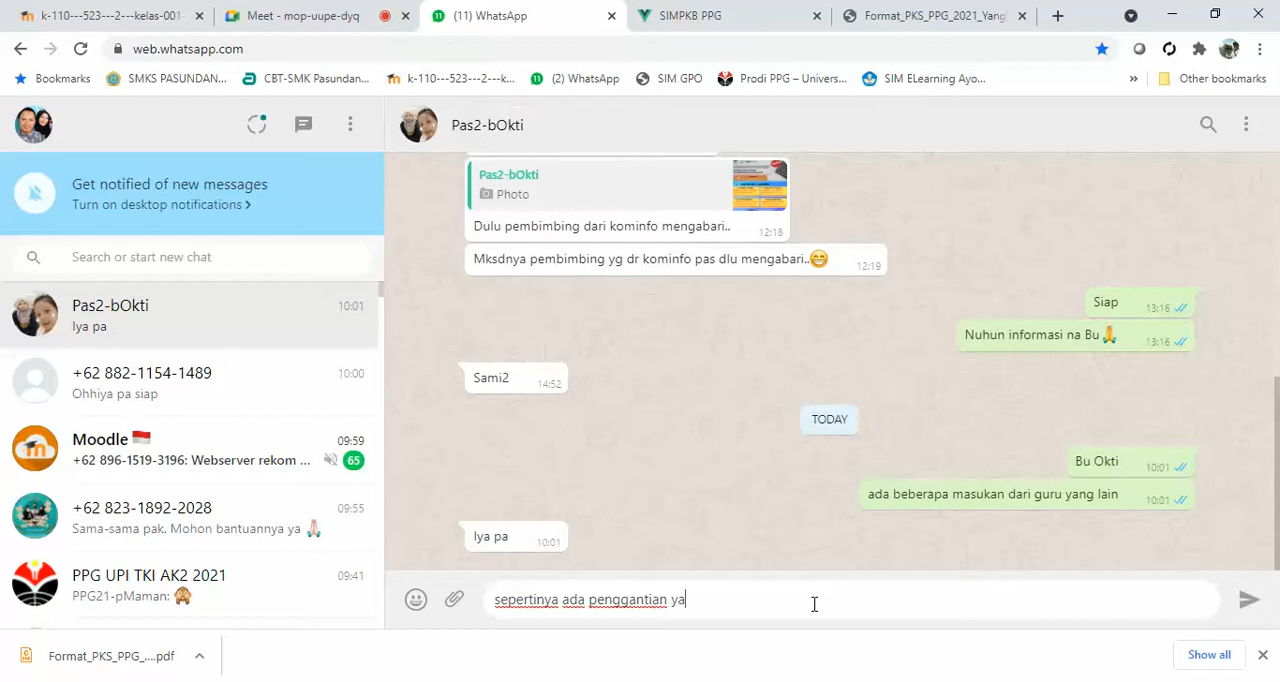 k-110---523---2---kelas-001-
Meet - mop-uupe-dyq
(11) WhatsApp
SIMPKB PPG
Format_PKS_PPG_2021_Yang
web.whatsapp.com
Bookmarks
SMKS PASUNDAN...
CBT-SMK Pasundan...
k-110---523---2---k...
(2) WhatsApp
SIM GPO
Prodi PPG – Univers...
SIM ELearning Ayo...
Other bookmarks
Get notified of new messages
Turn on desktop notifications >
Search or start new chat
Pas2-bOkti 10:01
Iya pa
+62 882-1154-1489 10:00
Ohhiya pa siap
Moodle 🇮🇩 09:59
+62 896-1519-3196: Webserver rekom ... 65
+62 823-1892-2028 09:55
Sama-sama pak. Mohon bantuannya ya 🙏🏻
PPG UPI TKI AK2 2021 09:41
PPG21-pMaman: 🙈
Pas2-bOkti
Pas2-bOkti
Photo
Dulu pembimbing dari kominfo mengabari.. 12:18
Mksdnya pembimbing yg dr kominfo pas dlu mengabari..😁 12:19
Siap 13:16
Nuhun informasi na Bu🙏 13:16
Sami2 14:52
TODAY
Bu Okti 10:01
ada beberapa masukan dari guru yang lain 10:01
Iya pa 10:01
sepertinya ada penggantian ya
Format_PKS_PPG_....pdf
Show all